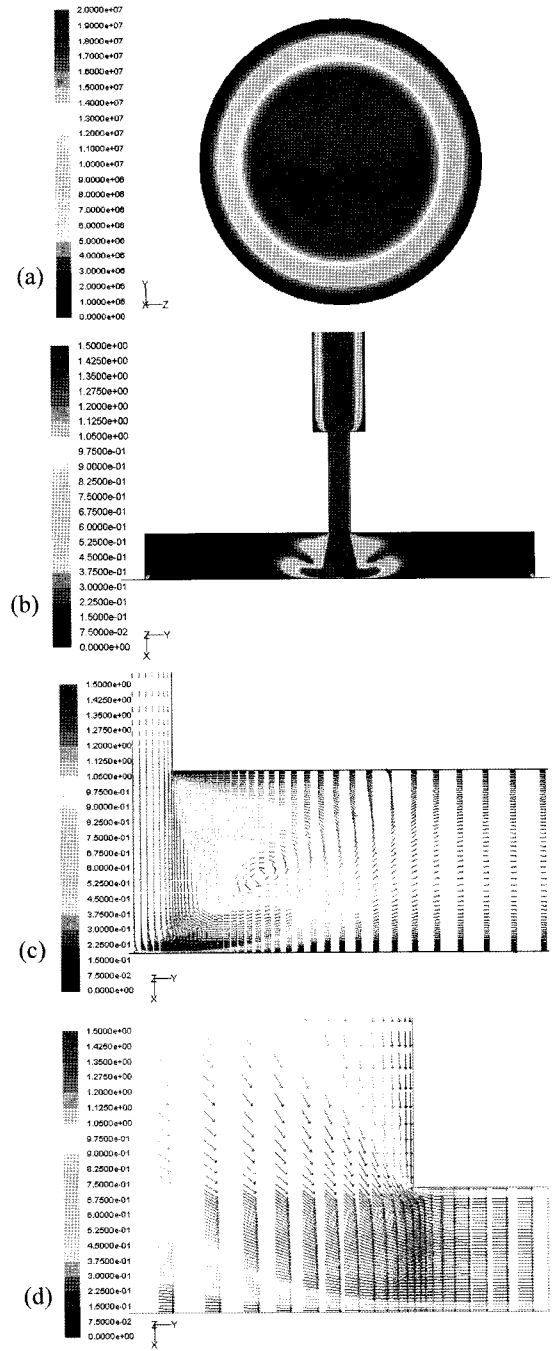 2.0000e+07
1.9000e+07
1.8000e+07
1.7000e+07
1.6000e+07
1.5000e+07
1.4000e+07
1.2000e+07
1.1000e+07
1.0000e+07
9.0000e+06
8.0000e+06
7.0000e+06
6.0000e+06
5.0000e+06
4.0000e+06
3.0000e+06
2.0000e+06
1.0000e+06
0.0000e+00
(a)
Y
X Z
1.5000e+00
1.4250e+00
1.3500e+00
1.2750e+00
1.2000e+00
1.1250e+00
1.0500e+00
9.7500e-01
9.0000e-01
8.2500e-01
7.5000e-01
6.7500e-01
6.0000e-01
5.2500e-01
4.5000e-01
3.7500e-01
3.0000e-01
2.2500e-01
1.5000e-01
7.5000e-02
0.0000e+00
(b)
Z Y
X
1.5000e+00
1.4250e+00
1.3500e+00
1.2750e+00
1.2000e+00
1.1250e+00
1.0500e+00
9.7500e-01
9.0000e-01
9.2500e-01
7.5000e-01
6.7500e-01
6.0000e-01
5.2500e-01
4.5000e-01
3.7500e-01
3.0000e-01
2.2500e-01
1.5000e-01
7.5000e-02
0.0000e+00
(c)
Z Y
X
1.5000e+00
1.4250e+00
1.3500e+00
1.2750e+00
1.2000e+00
1.1250e+00
1.0500e+00
9.7500e-01
9.0000e-01
8.2500e-01
7.5000e-01
6.7500e-01
6.0000e-01
5.2500e-01
4.5000e-01
3.7500e-01
3.0000e-01
2.2500e-01
1.5000e-01
7.5000e-02
0.0000e+00
(d)
Z Y
X